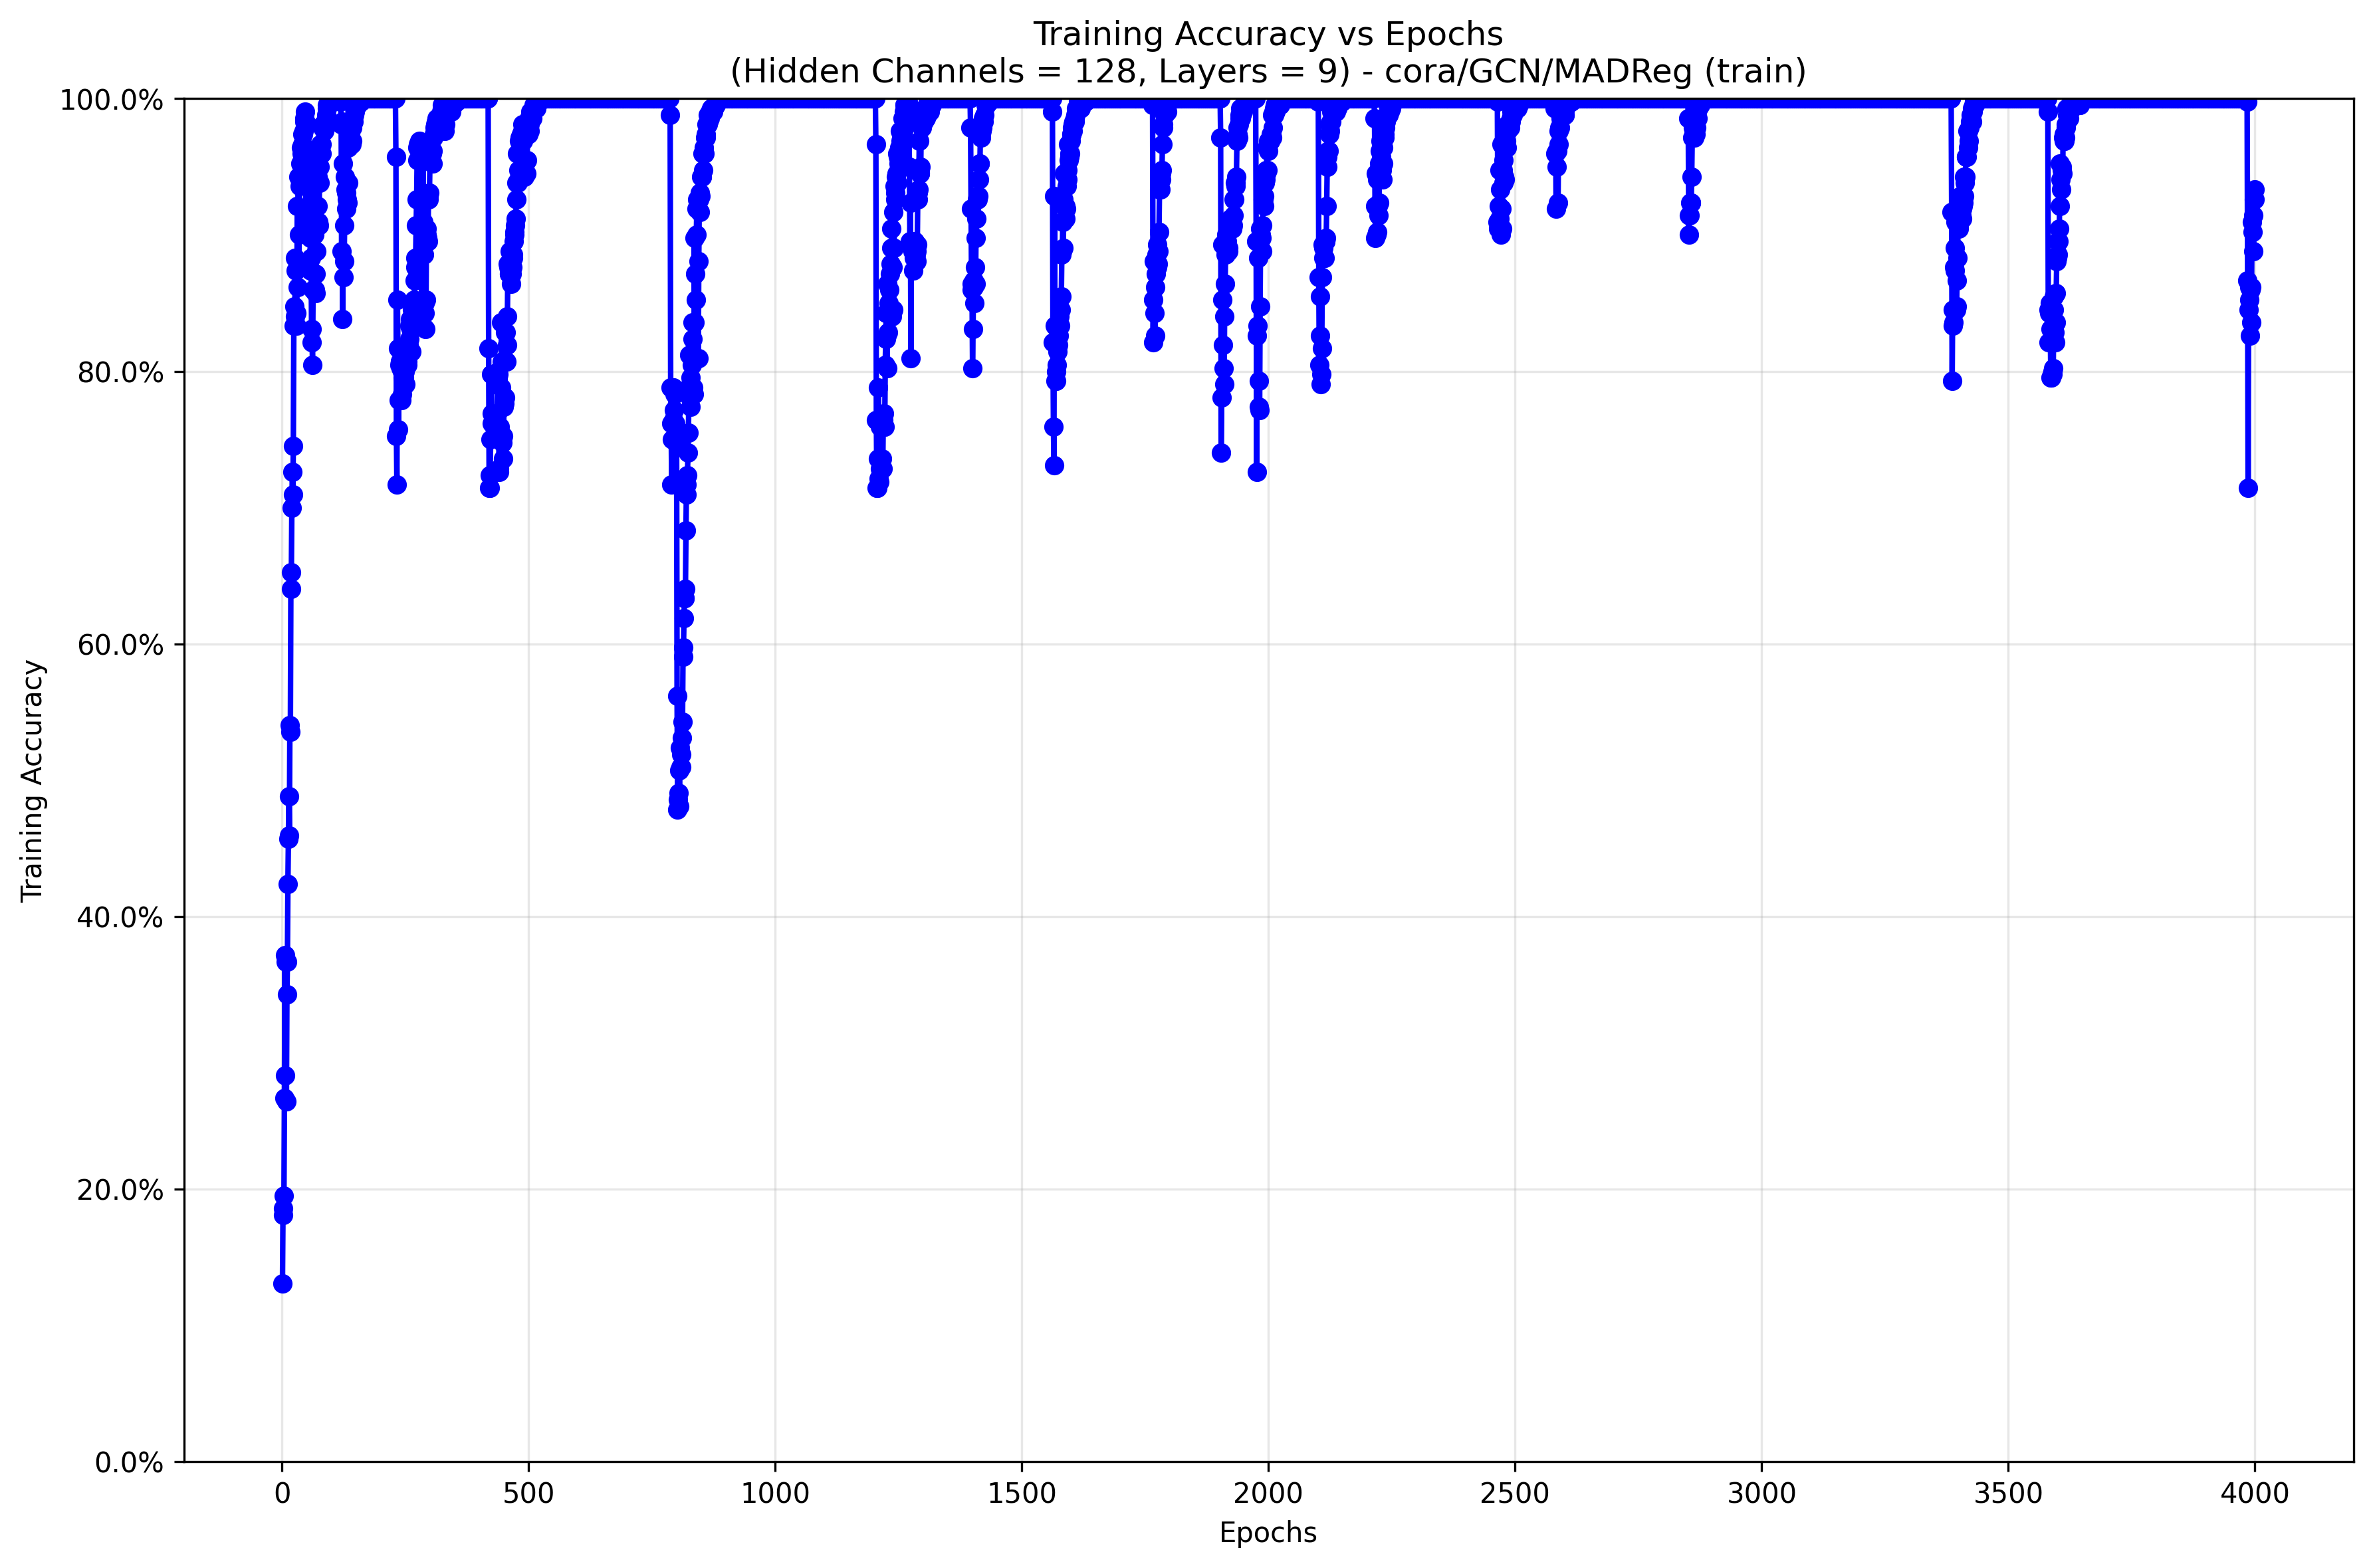 Training Accuracy vs Epochs
(Hidden Channels = 128, Layers = 9) - cora/GCN/MADReg (train)
Training Accuracy
100.0%
80.0%
60.0%
40.0%
20.0%
0.0%
0 500 1000 1500 2000 2500 3000 3500 4000
Epochs